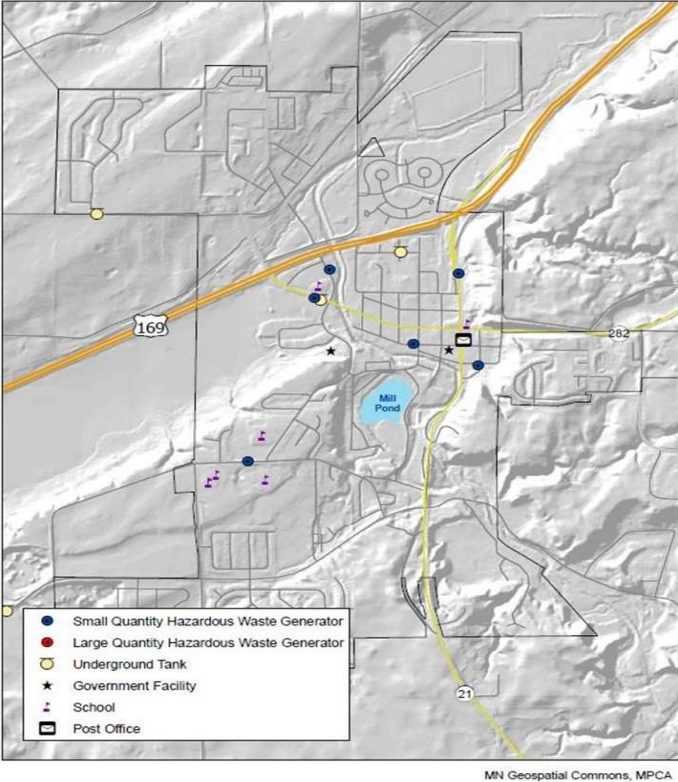 169
282
Mill
Pond
Small Quantity Hazardous Waste Generator
Large Quantity Hazardous Waste Generator
Underground Tank
Government Facility
School
Post Office
21
MN Geospatial Commons, MPCA